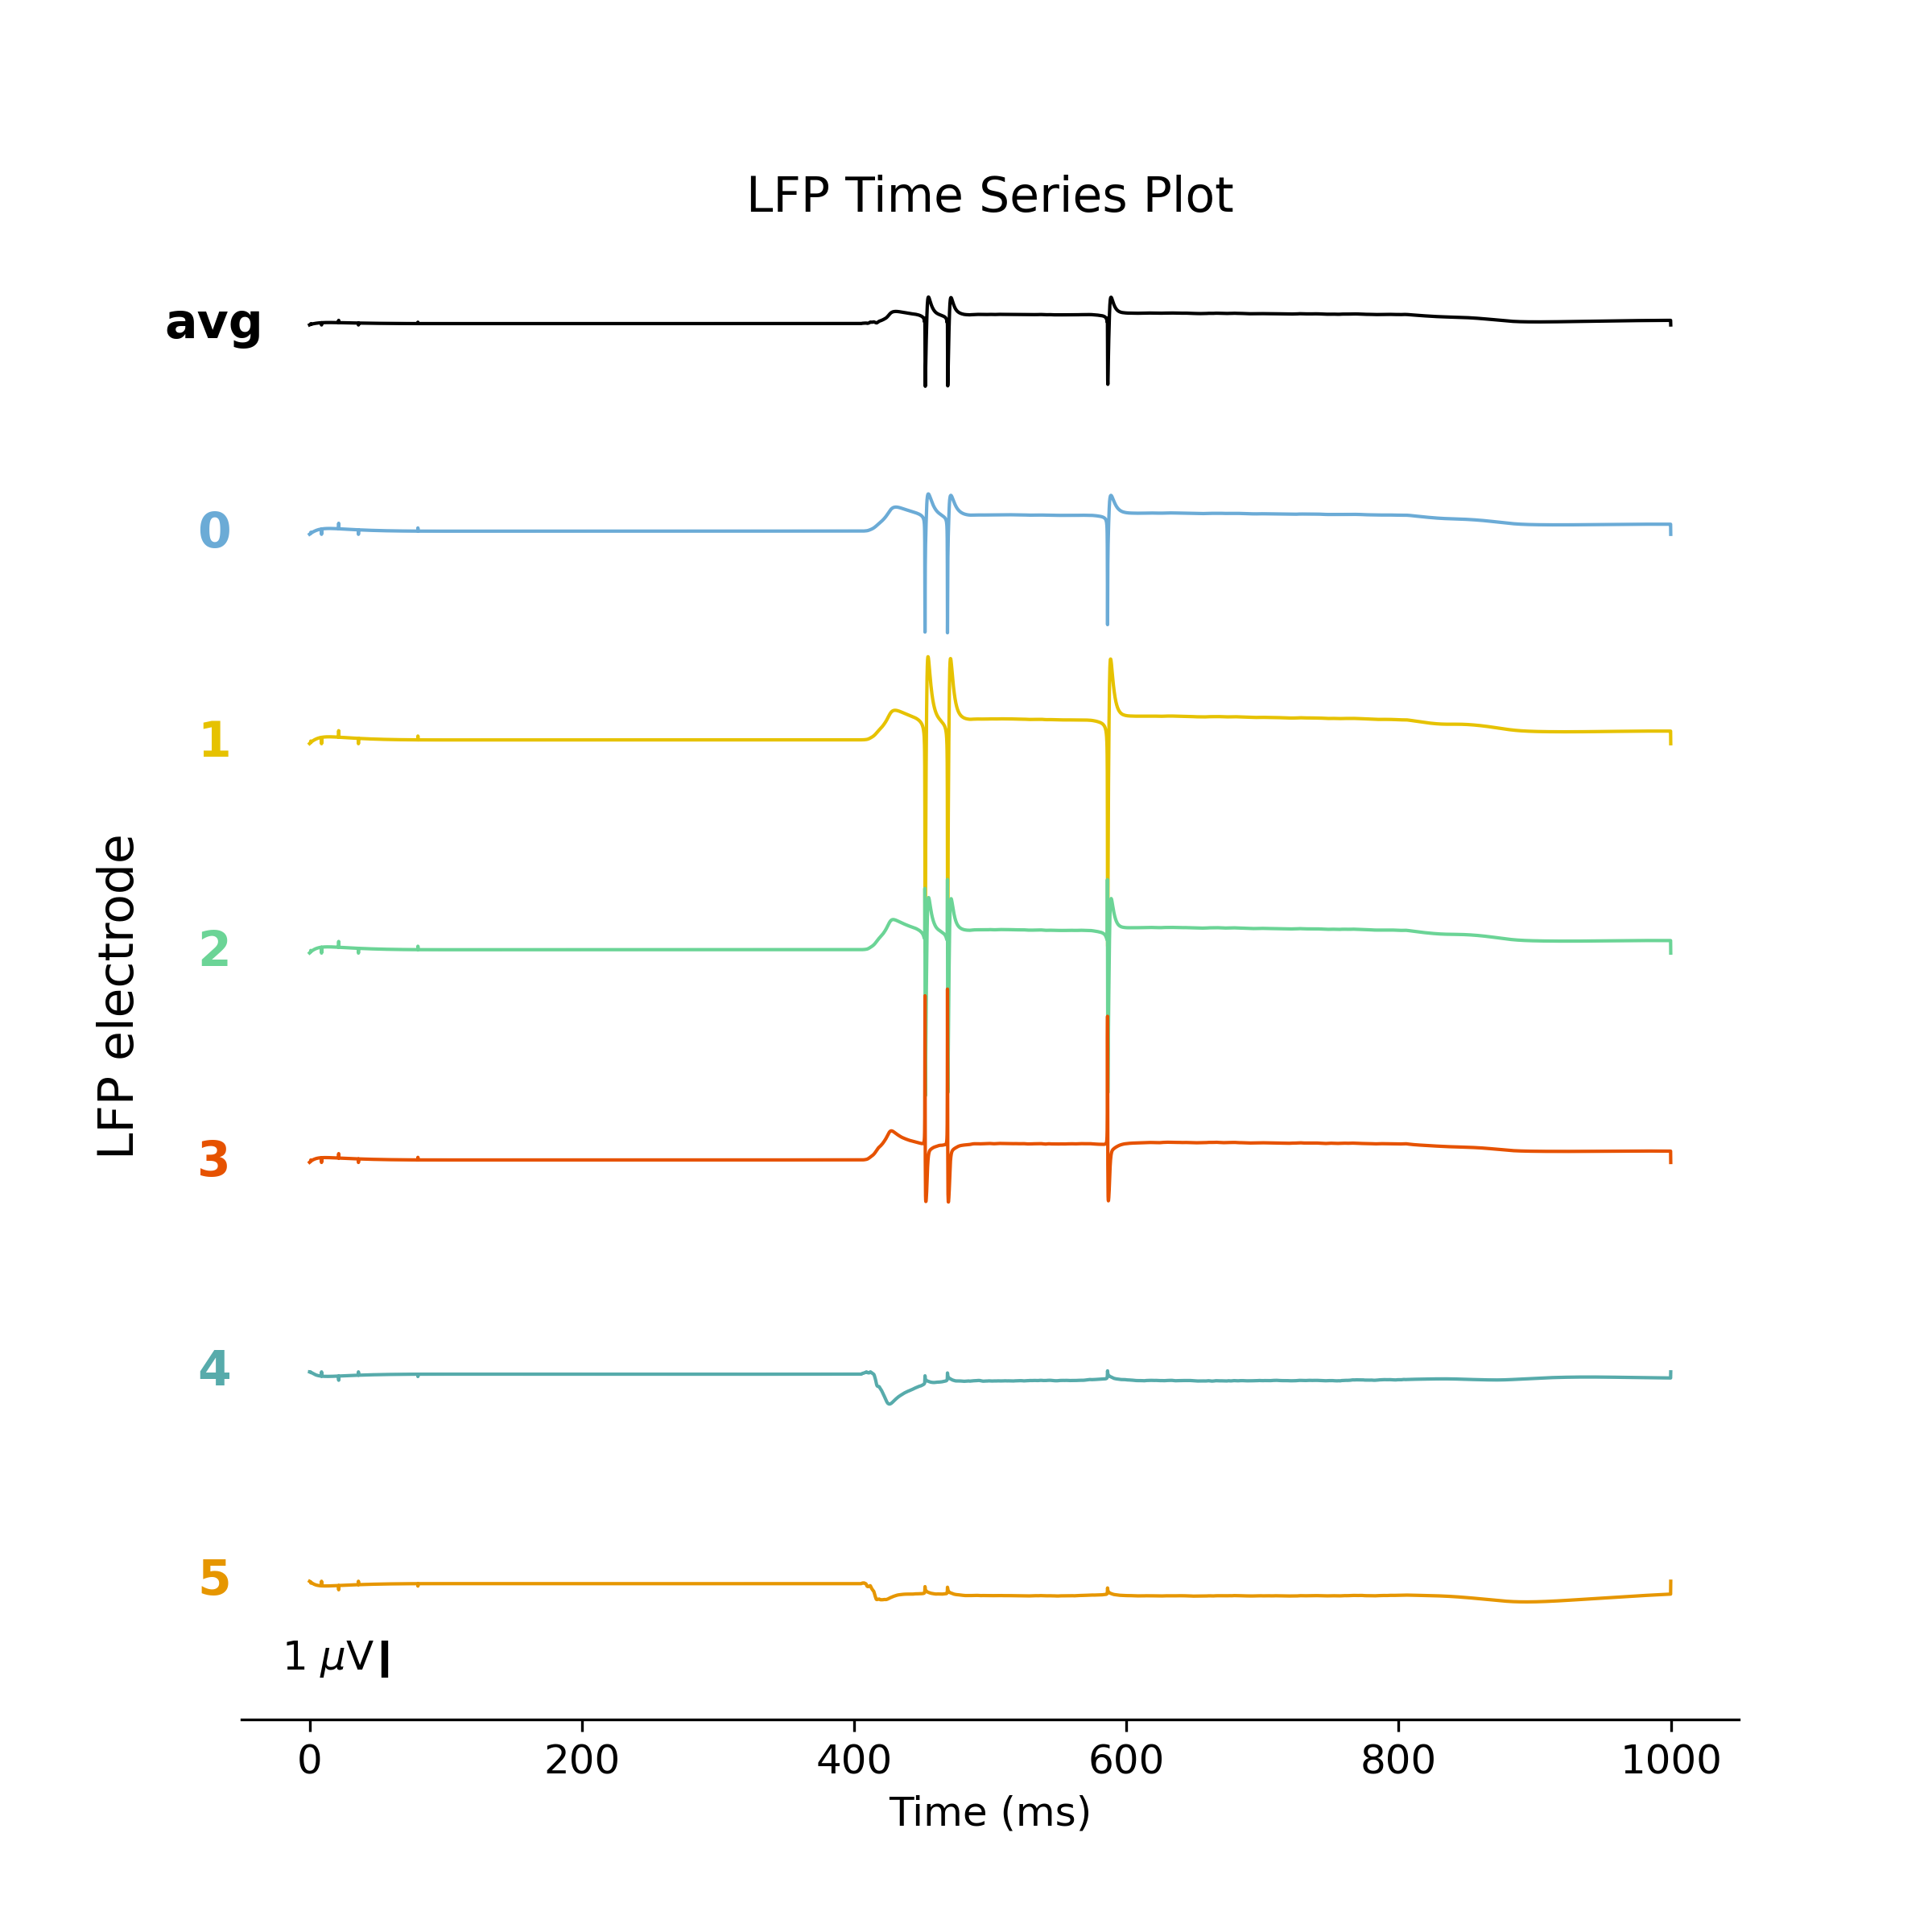 LFP Time Series Plot
avg
0
1
2
3
4
5
LFP electrode
1 μV
0 200 400 600 800 1000
Time (ms)